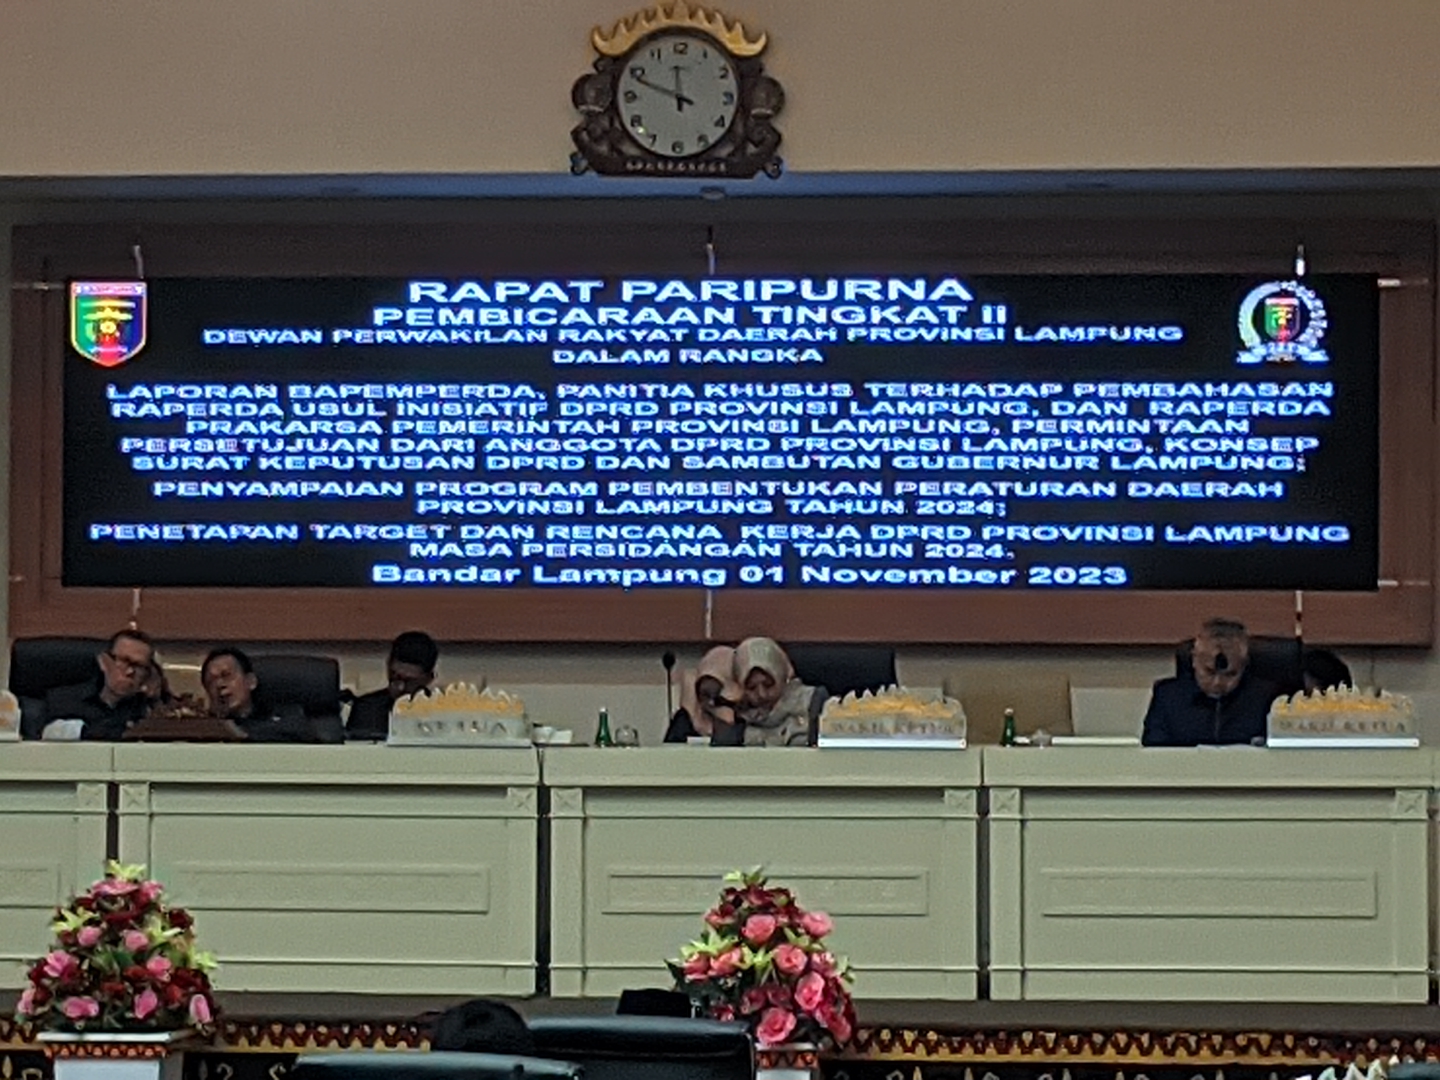 RAPAT PARIPURNA
PEMBICARAAN TINGKAT II
DEWAN PERWAKILAN RAKYAT DAERAH PROVINSI LAMPUNG
DALAM RANGKA
LAPORAN BAPEMPERDA, PANITIA KHUSUS TERHADAP PEMBAHASAN
RAPERDA USUL INISIATIF DPRD PROVINSI LAMPUNG, DAN RAPERDA
PRAKARSA PEMERINTAH PROVINSI LAMPUNG, PERMINTAAN
PERSETUJUAN DARI ANGGOTA DPRD PROVINSI LAMPUNG, KONSEP
SURAT KEPUTUSAN DPRD DAN SAMBUTAN GUBERNUR LAMPUNG;
PENYAMPAIAN PROGRAM PEMBENTUKAN PERATURAN DAERAH
PROVINSI LAMPUNG TAHUN 2024;
PENETAPAN TARGET DAN RENCANA KERJA DPRD PROVINSI LAMPUNG
MASA PERSIDANGAN TAHUN 2024.
Bandar Lampung 01 November 2023
KETUA
WAKIL KETUA
WAKIL KETUA